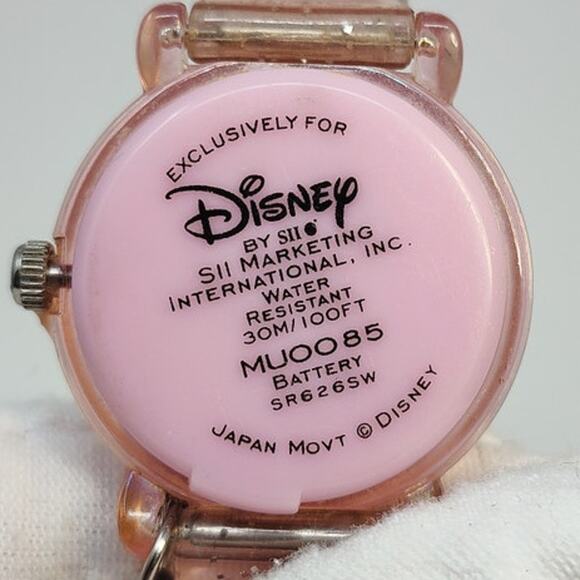 EXCLUSIVELY FOR
DISNEY
BY SII
SII MARKETING
INTERNATIONAL, INC.
WATER
RESISTANT
30M/100FT
MU0085
BATTERY
SR626SW
JAPAN MOVT © DISNEY